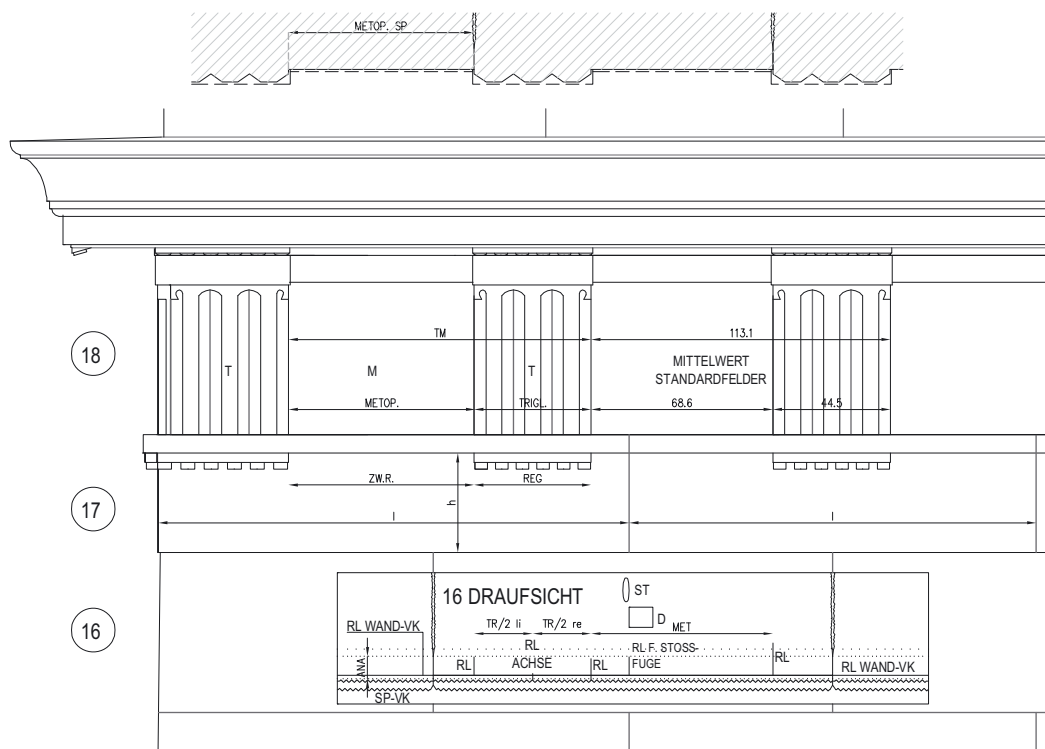 METOP. SP
18
TM
113.1
T
M
T
MITTELWERT
STANDARDFELDER
METOP.
TRIGL.
68.6
44.5
17
ZW.R.
REG
h
l
l
16
16 DRAUFSICHT
ST
D
RL WAND-VK
TR/2 li
TR/2 re
MET
RL
RL F. STOSS-
FUGE
ANA
RL
ACHSE
RL
RL
RL WAND-VK
SP-VK